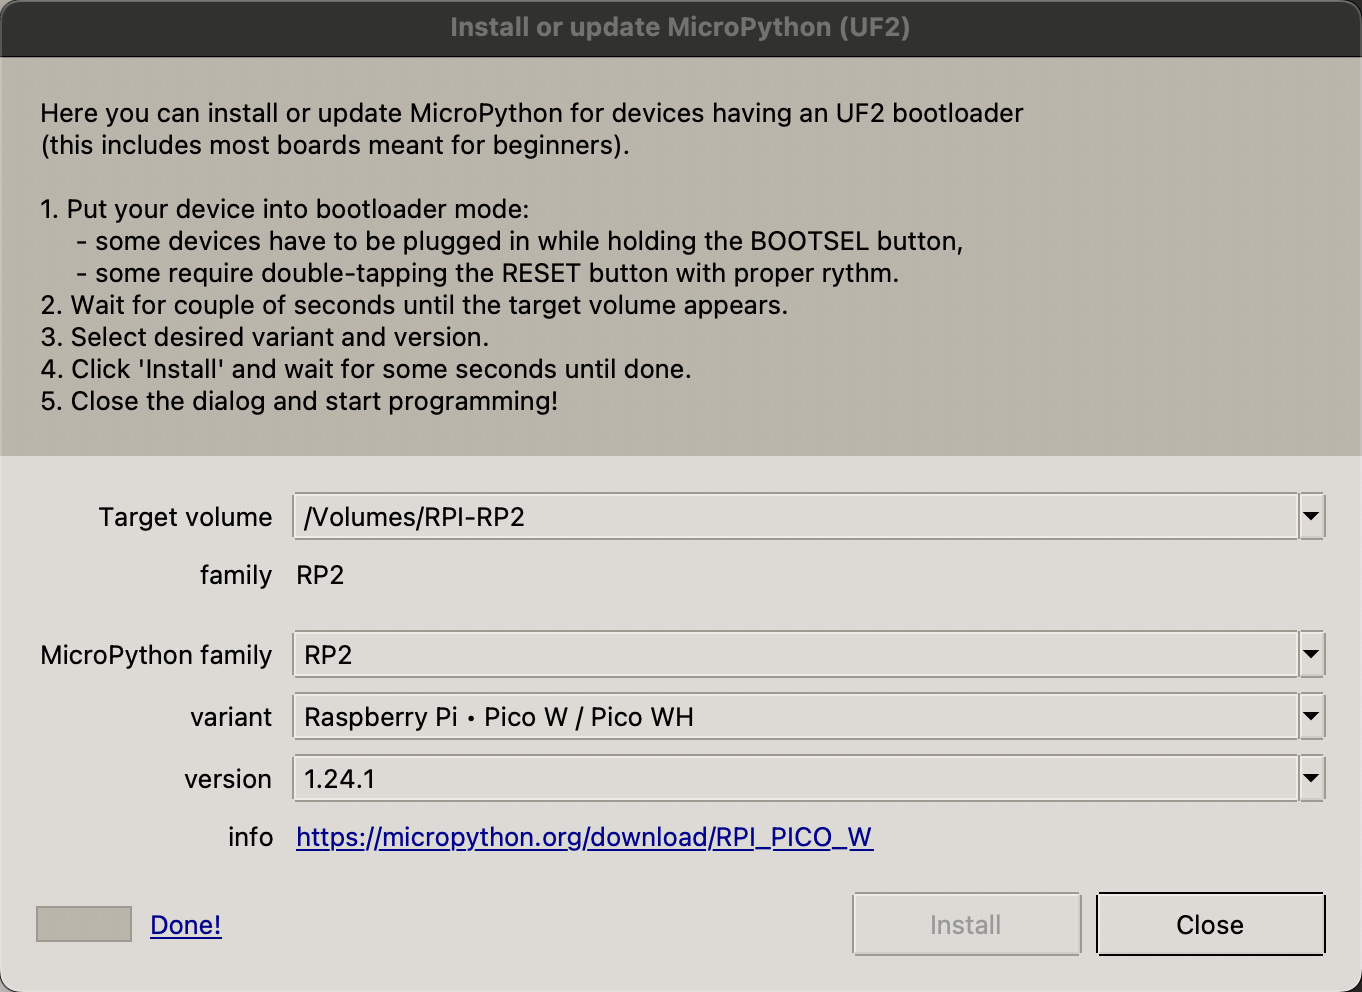 Install or update MicroPython (UF2)
Here you can install or update MicroPython for devices having an UF2 bootloader
(this includes most boards meant for beginners).
1. Put your device into bootloader mode:
- some devices have to be plugged in while holding the BOOTSEL button,
- some require double-tapping the RESET button with proper rythm.
2. Wait for couple of seconds until the target volume appears.
3. Select desired variant and version.
4. Click 'Install' and wait for some seconds until done.
5. Close the dialog and start programming!
Target volume /Volumes/RPI-RP2
family RP2
MicroPython family RP2
variant Raspberry Pi • Pico W / Pico WH
version 1.24.1
info https://micropython.org/download/RPI_PICO_W
Done! Install Close